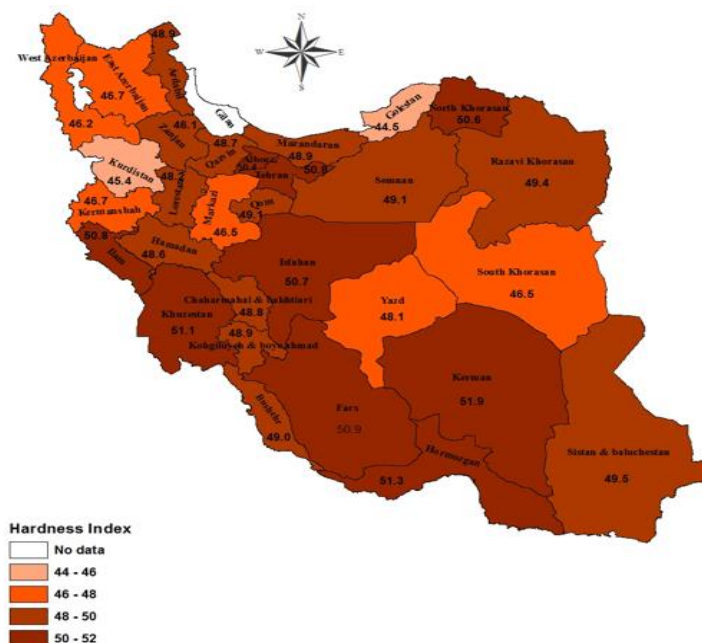 N
W E
S
West Azerbaijan
46.2
East Azerbaijan
46.7
48.9
Ardabil
Gilan
46.1
Zanjan
48.7
Qazvin
Mazandaran
48.9
Golestan
44.5
North Khorasan
50.6
Razavi Khorasan
49.4
Kurdistan
45.4
Alborz
50.4
50.8
Tehran
Semnan
49.1
46.7
Kermanshah
Markazi
46.5
Qom
49.1
50.8
Ilam
Hamadan
48.6
Isfahan
50.7
South Khorasan
46.5
Yazd
48.1
Chaharmahal & bakhtiari
48.8
Khuzestan
51.1
48.9
Kohgiluyeh & boyerahmad
Kerman
51.9
Fars
50.9
Boshehr
49.0
Hormozgan
51.3
Sistan & baluchestan
49.5
Hardness Index
No data
44 - 46
46 - 48
48 - 50
50 - 52